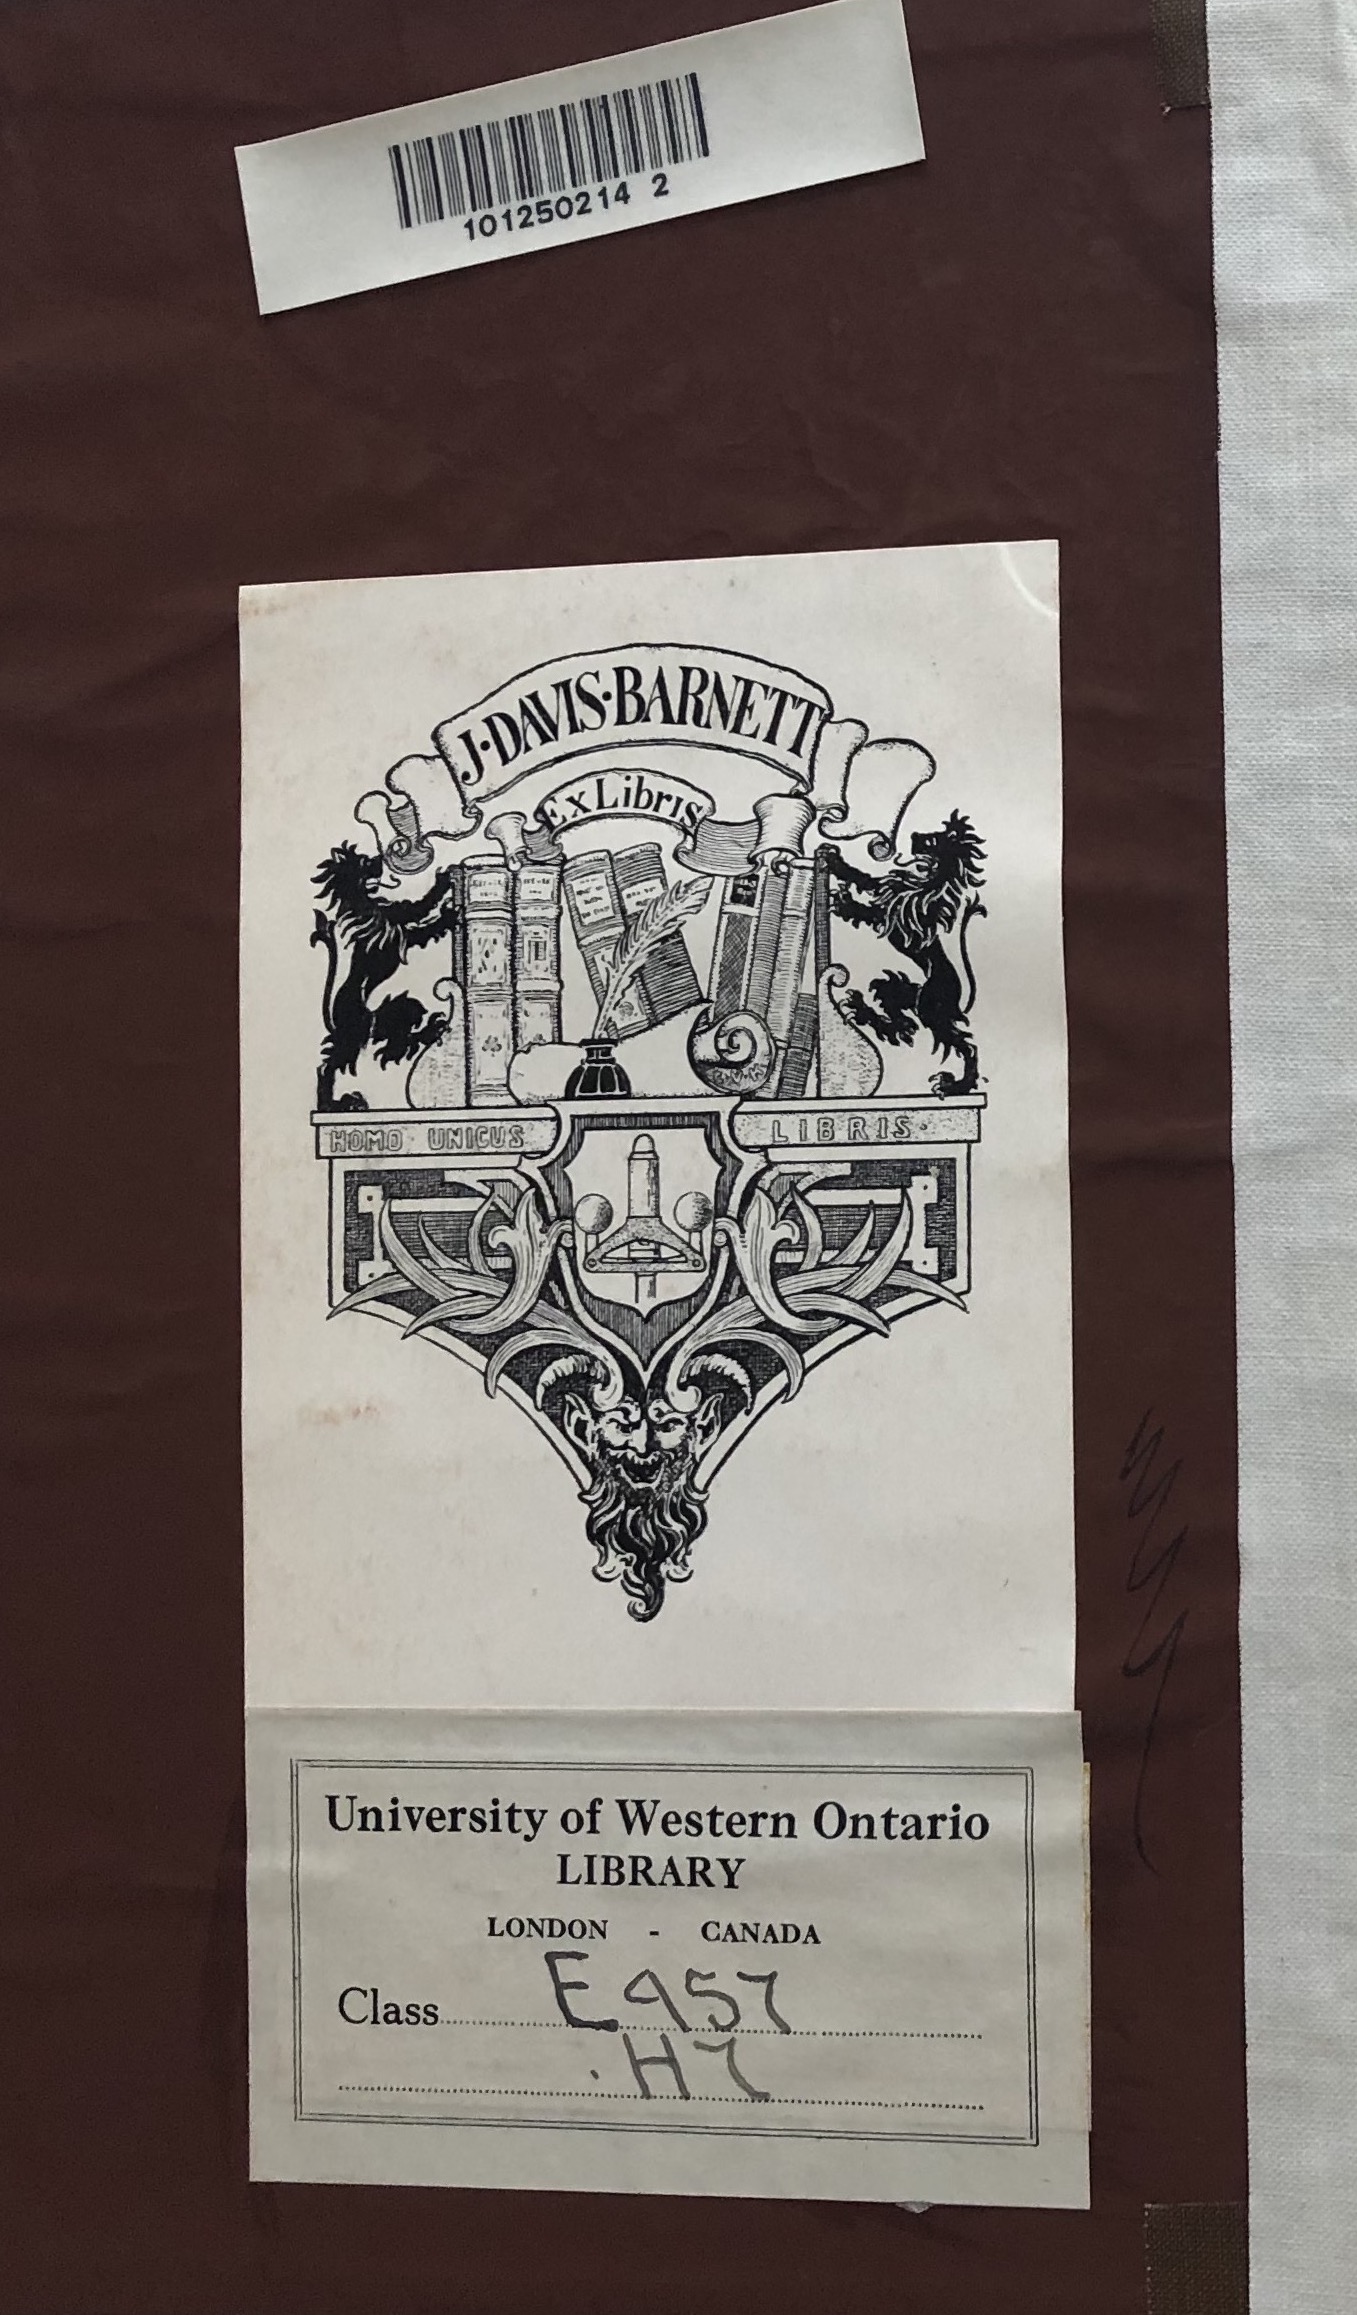 101250214 2
J·DAVIS·BARNETT
Ex Libris
HOMO UNICUS LIBRIS·
University of Western Ontario
LIBRARY
LONDON - CANADA
Class E957
.H7